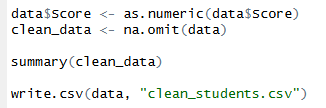 data$Score <- as.numeric(data$Score)
clean_data <- na.omit(data)
summary(clean_data)
write.csv(data, "clean_students.csv")